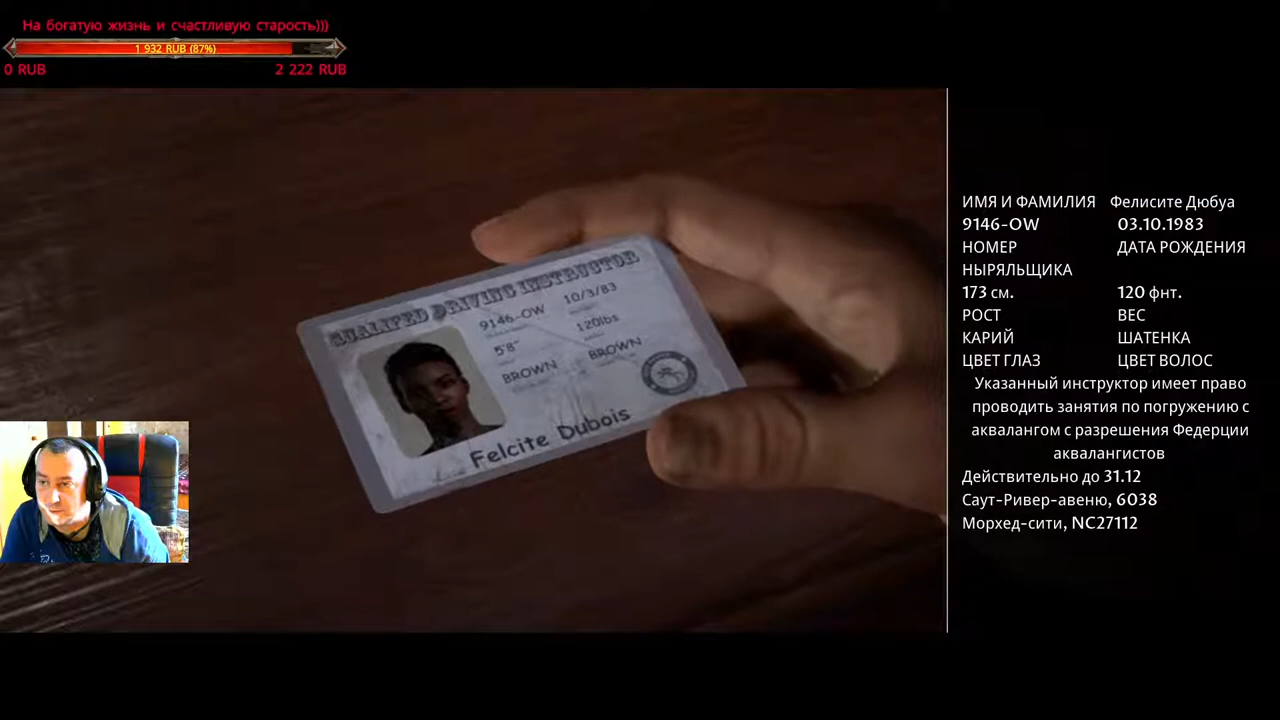 На богатую жизнь и счастливую старость)))
1 932 RUB (87%)
0 RUB 2 222 RUB
QUALIFED DRIVING INSTRUCTOR
9146-OW 10/3/83
5'8" 120lbs
BROWN BROWN
Felcite Dubois
ИМЯ И ФАМИЛИЯ Фелисите Дюбуа
9146-OW 03.10.1983
НОМЕР ДАТА РОЖДЕНИЯ
НЫРЯЛЬЩИКА
173 см. 120 фнт.
РОСТ ВЕС
КАРИЙ ШАТЕНКА
ЦВЕТ ГЛАЗ ЦВЕТ ВОЛОС
Указанный инструктор имеет право
проводить занятия по погружению с
аквалангом с разрешения Федерции
аквалангистов
Действительно до 31.12
Саут-Ривер-авеню, 6038
Морхед-сити, NC27112